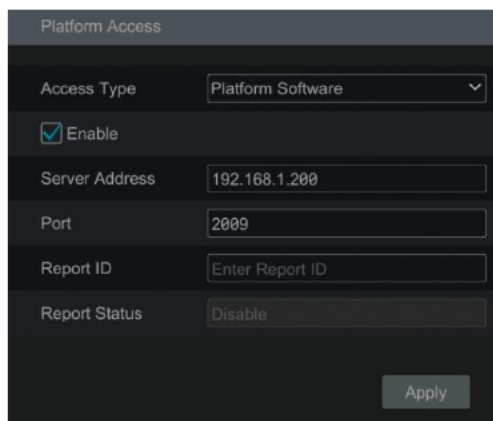 Platform Access
Access Type Platform Software
Enable
Server Address 192.168.1.200
Port 2009
Report ID Enter Report ID
Report Status Disable
Apply